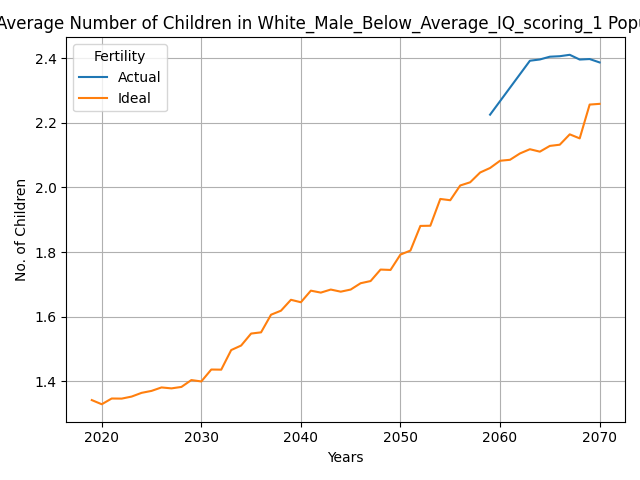 Average Number of Children in White_Male_Below_Average_IQ_scoring_1 Popu
Fertility
Actual
Ideal
No. of Children
2.4
2.2
2.0
1.8
1.6
1.4
2020 2030 2040 2050 2060 2070
Years